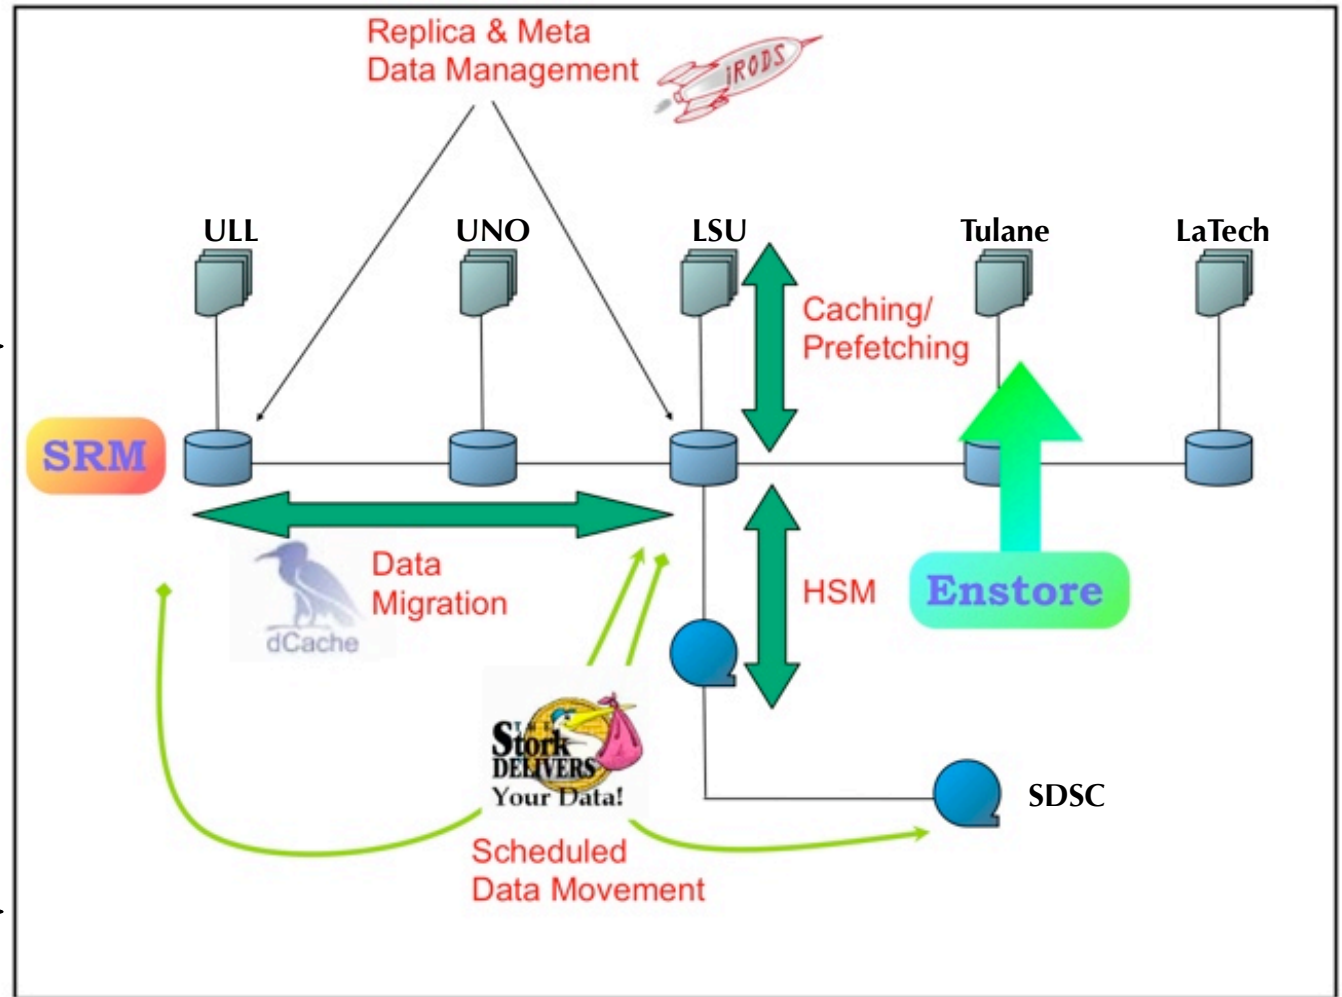 Replica & Meta
Data Management
iRODS
ULL
UNO
LSU
Tulane
LaTech
Caching/
Prefetching
SRM
Data
Migration
dCache
HSM
Enstore
THE
Stork
DELIVERS
Your Data!
SDSC
Scheduled
Data Movement